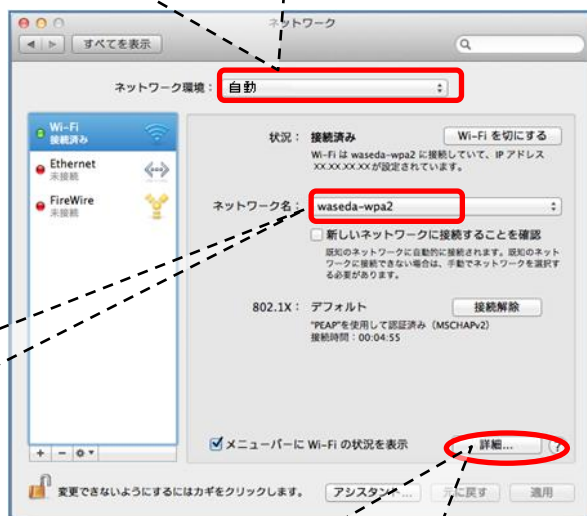 ネットワーク
すべてを表示
ネットワーク環境： 自動
Wi-Fi
接続済み
Ethernet
未接続
FireWire
未接続
状況： 接続済み
Wi-Fi を切にする
Wi-Fi は waseda-wpa2 に接続していて、IP アドレス
XX.XX.XX.XX が設定されています。
ネットワーク名： waseda-wpa2
新しいネットワークに接続することを確認
既知のネットワークに自動的に接続されます。既知のネット
ワークに接続できない場合は、手動でネットワークを選択す
る必要があります。
802.1X： デフォルト
接続解除
"PEAP"を使用して認証済み（MSCHAPv2）
接続時間：00:04:55
メニューバーに Wi-Fi の状況を表示
詳細...
?
変更できないようにするにはカギをクリックします。
アシスタント...
元に戻す
適用